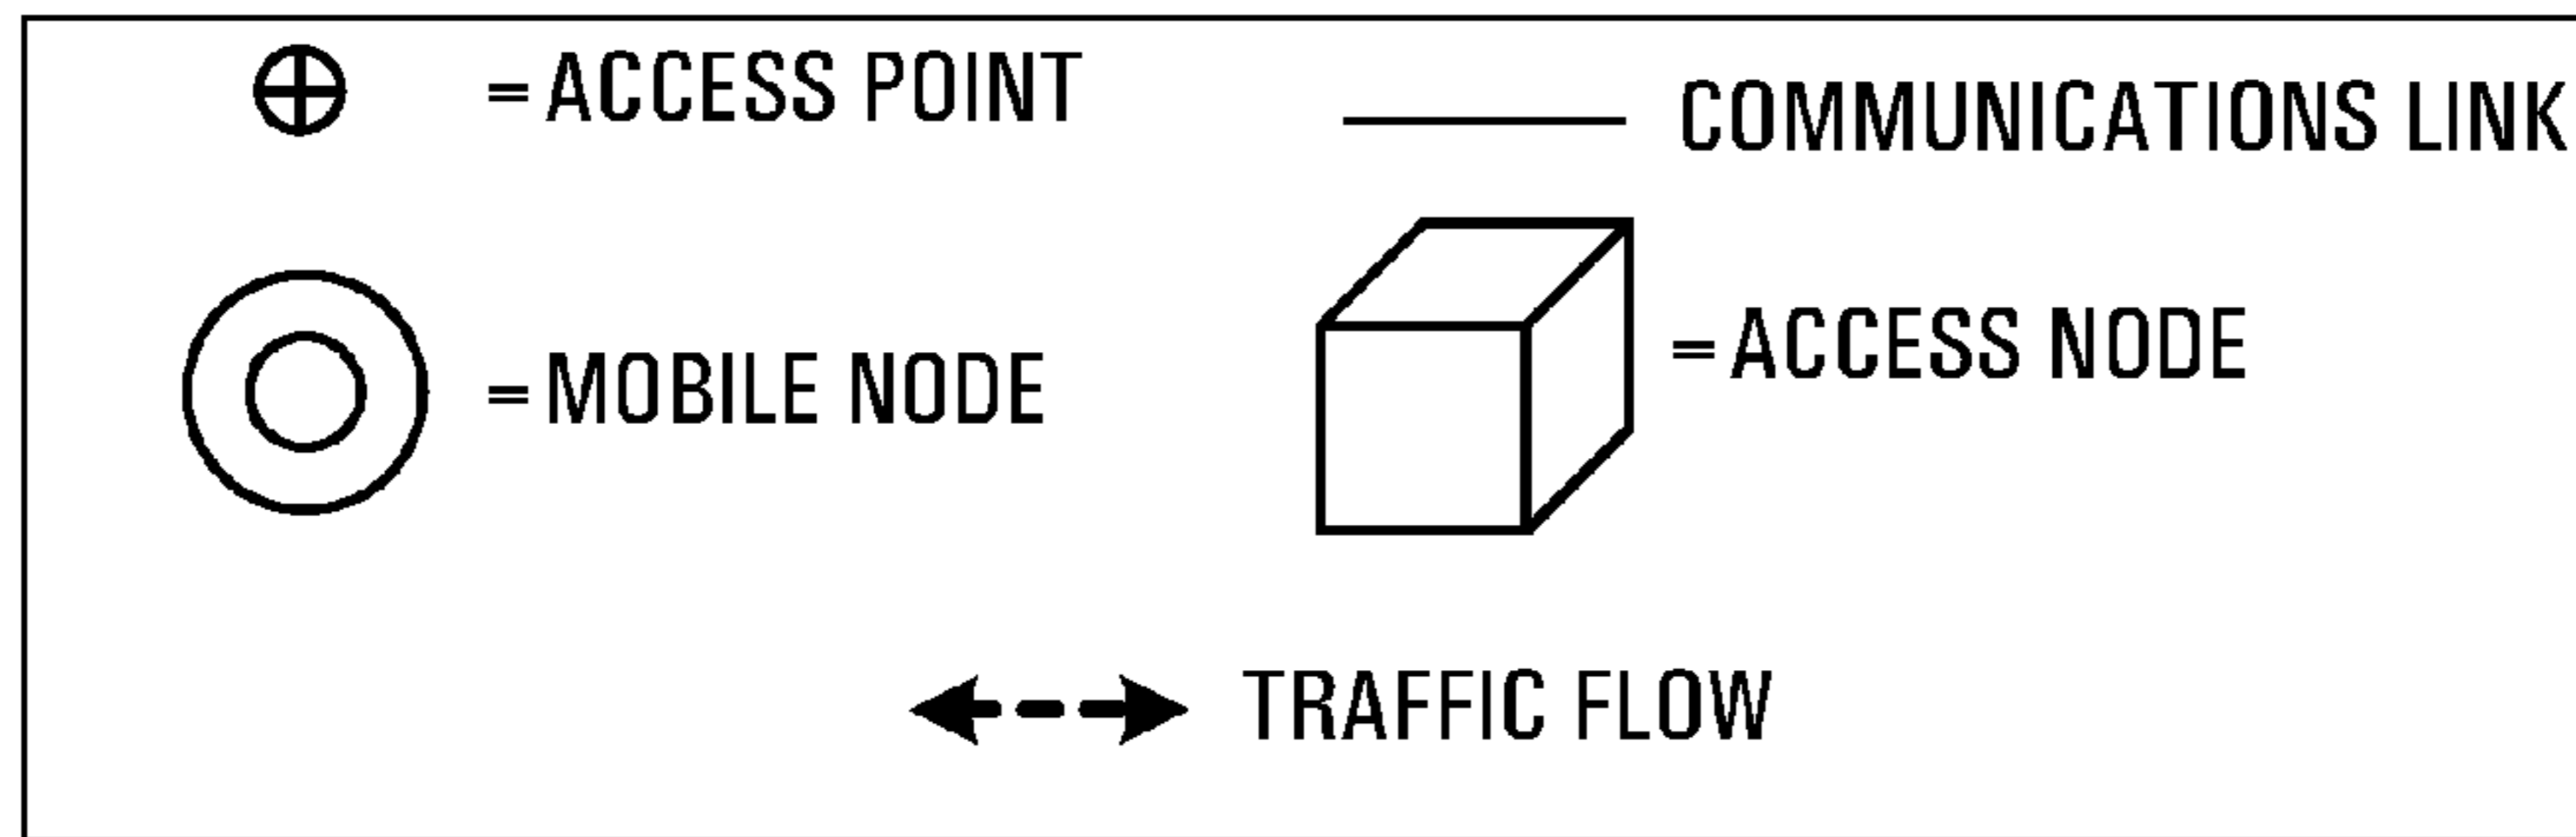 = ACCESS POINT
COMMUNICATIONS LINK
= MOBILE NODE
= ACCESS NODE
TRAFFIC FLOW